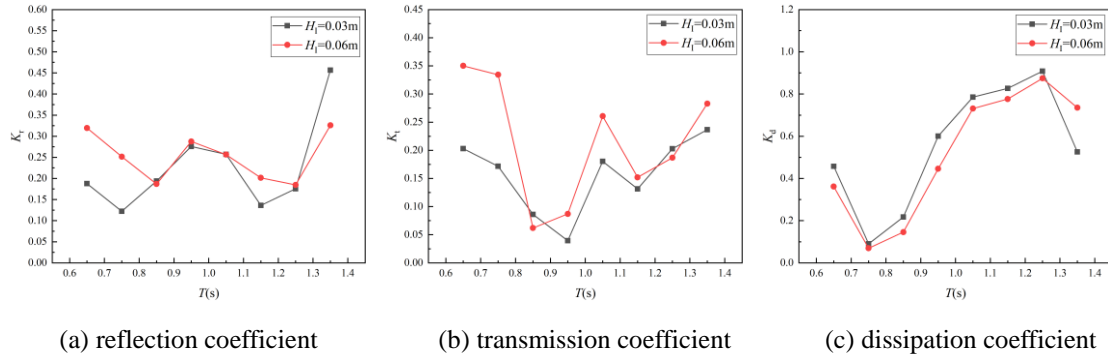 0.60
0.55
0.50
0.45
0.40
0.35
0.30
0.25
0.20
0.15
0.10
0.05
0.00
Kr
H₁=0.03m
H₁=0.06m
0.6 0.7 0.8 0.9 1.0 1.1 1.2 1.3 1.4
T(s)
(a) reflection coefficient
0.45
0.40
0.35
0.30
0.25
0.20
0.15
0.10
0.05
0.00
Kt
H₁=0.03m
H₁=0.06m
0.6 0.7 0.8 0.9 1.0 1.1 1.2 1.3 1.4
T(s)
(b) transmission coefficient
1.2
1.0
0.8
0.6
0.4
0.2
0.0
Kd
H₁=0.03m
H₁=0.06m
0.6 0.7 0.8 0.9 1.0 1.1 1.2 1.3 1.4
T(s)
(c) dissipation coefficient